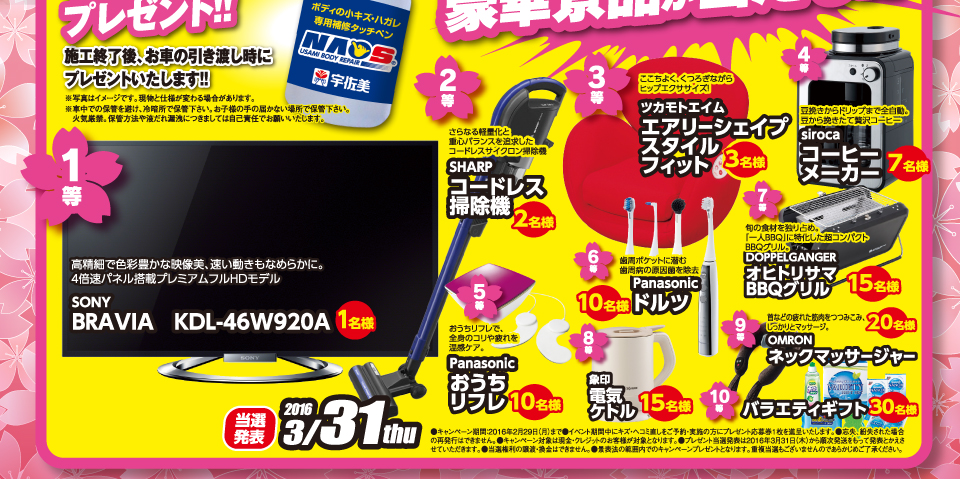 プレゼント!!
施工終了後、お車の引き渡し時に
プレゼントいたします!!
※写真はイメージです。現物と仕様が変わる場合があります。
※車中での保管を避け、冷暗所で保管下さい。お子様の手の届かない場所で保管下さい。
火気厳禁。保管方法や液だれ漏洩につきましては自己責任でお願いいたします。
ボディの小キズ・ハガレ
専用補修タッチペン
NAOS
USAMI BODY REPAIR
宇佐美
豪華景品が
1等
高精細で色彩豊かな映像美、速い動きもなめらかに。
4倍速パネル搭載プレミアムフルHDモデル
SONY
BRAVIA KDL-46W920A
1名様
SONY
2等
さらなる軽量化と
重心バランスを追求した
コードレスサイクロン掃除機
SHARP
コードレス
掃除機
2名様
3等
ここちよく、くつろぎながら
ヒップエクササイズ!
ツカモトエイム
エアリーシェイプ
スタイル
フィット
3名様
4等
豆挽きからドリップまで全自動。
豆から挽きたて贅沢コーヒー
siroca
コーヒー
メーカー
7名様
5等
おうちリフレで、
全身のコリや疲れを
温感ケア。
Panasonic
おうち
リフレ
10名様
6等
歯周ポケットに潜む
歯周病の原因菌を除去
Panasonic
ドルツ
10名様
7等
旬の食材を独り占め。
「一人BBQ」に特化した超コンパクト
BBQグリル。
DOPPELGANGER
オヒトリサマ
BBQグリル
15名様
8等
象印
電気
ケトル
15名様
9等
首などの疲れた筋肉をつつみこみ、
じっかりとマッサージ。
20名様
OMRON
ネックマッサージャー
10等
バラエティギフト
30名様
当選
発表
2016
3/31thu
●キャンペーン期間:2016年2月29日(月)まで●イベント期間中にキズ・ヘコミ直しをご予約・実施の方にプレゼント応募券1枚を進呈いたします。●忘失、紛失された場合
の再発行はできません。●キャンペーン対象は現金・クレジットのお客様が対象となります。●プレゼント当選発表は2016年3月31日(木)から順次発送をもって発表とかえさ
せていただきます。●当選権利の譲渡・換金はできません。●景表法の範囲内でのキャンペーンプレゼントとなります。重複当選もございませんのであらかじめご了承ください。